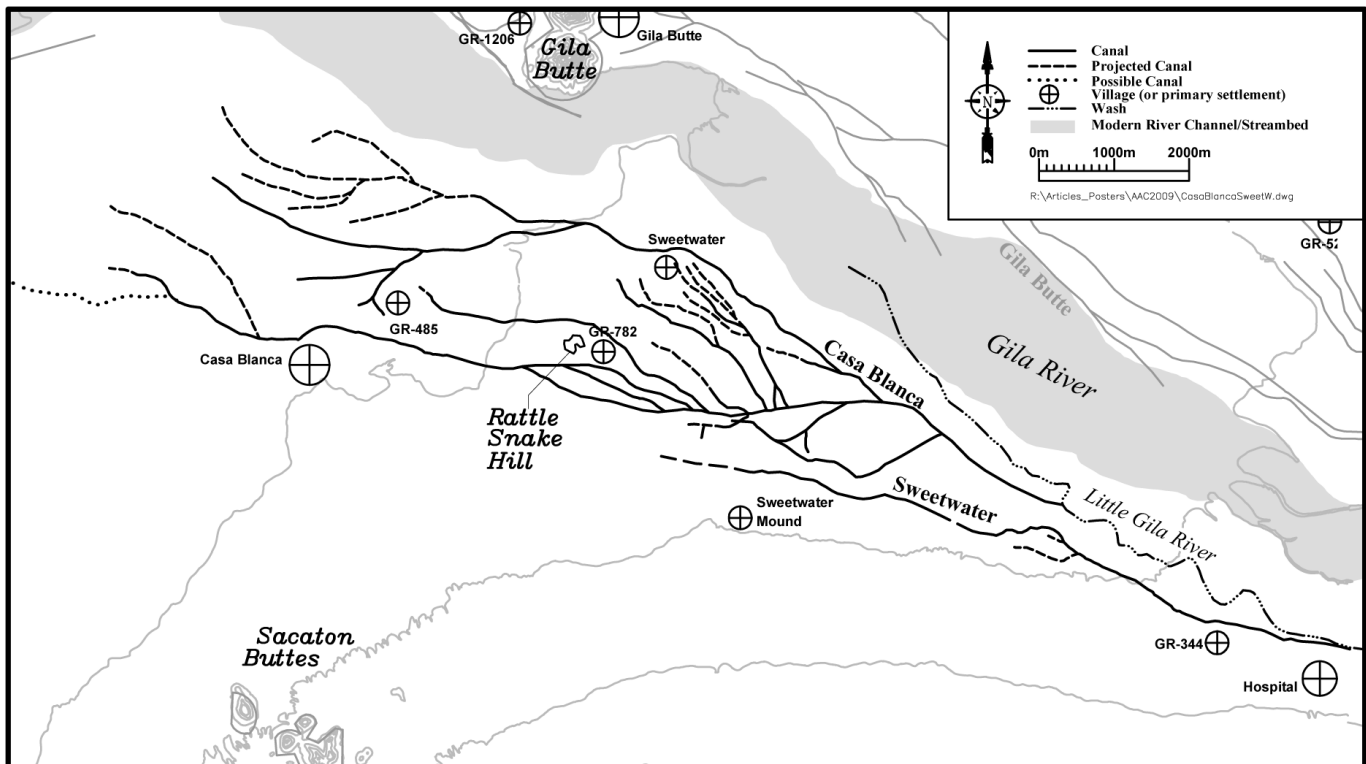 GR-1206
Gila Butte
Gila
Butte
Canal
Projected Canal
Possible Canal
Village (or primary settlement)
Wash
Modern River Channel/Streambed
N
0m 1000m 2000m
R:\Articles_Posters\AAC2009\CasaBlancaSweetW.dwg
Sweetwater
Gila Butte
Gila River
GR-485
GR-782
Casa Blanca
Casa Blanca
Rattle
Snake
Hill
Sweetwater
Sweetwater
Mound
Little Gila River
Sacaton
Buttes
GR-344
Hospital